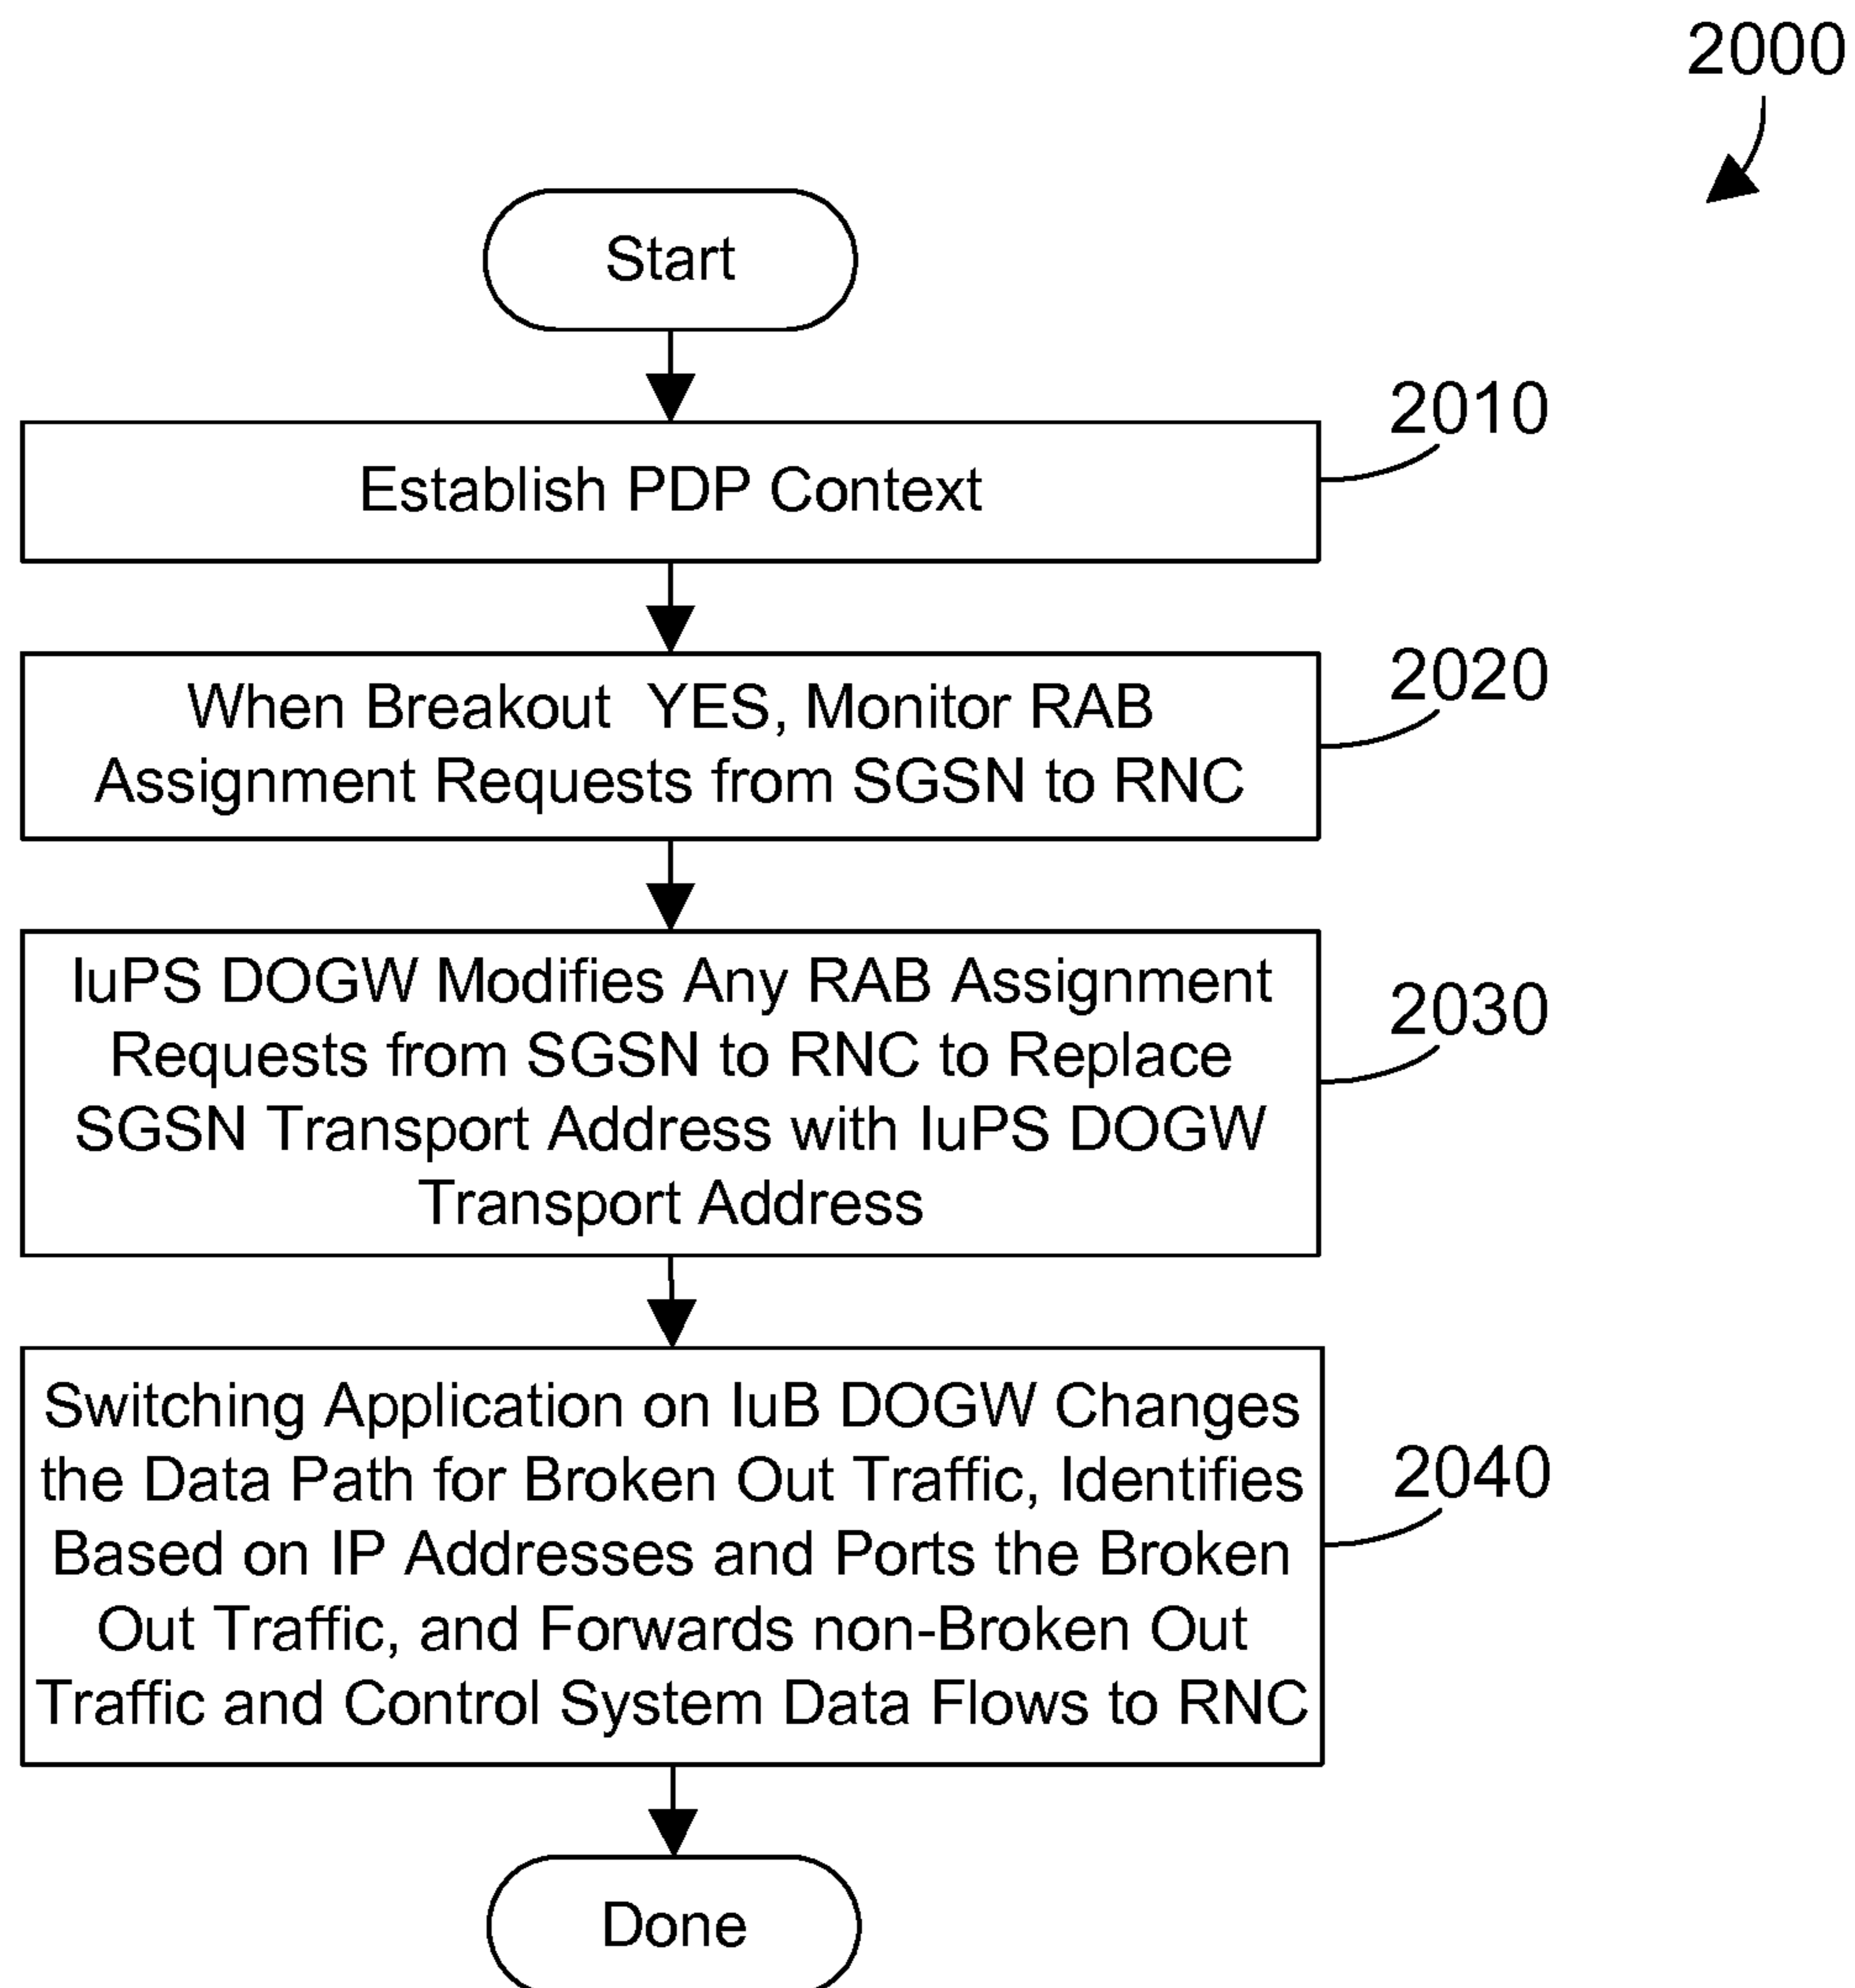 2000
Start
2010
Establish PDP Context
2020
When Breakout YES, Monitor RAB
Assignment Requests from SGSN to RNC
IuPS DOGW Modifies Any RAB Assignment
2030
Requests from SGSN to RNC to Replace
SGSN Transport Address with IuPS DOGW
Transport Address
Switching Application on IuB DOGW Changes
the Data Path for Broken Out Traffic, Identifies
2040
Based on IP Addresses and Ports the Broken
Out Traffic, and Forwards non-Broken Out
Traffic and Control System Data Flows to RNC
Done